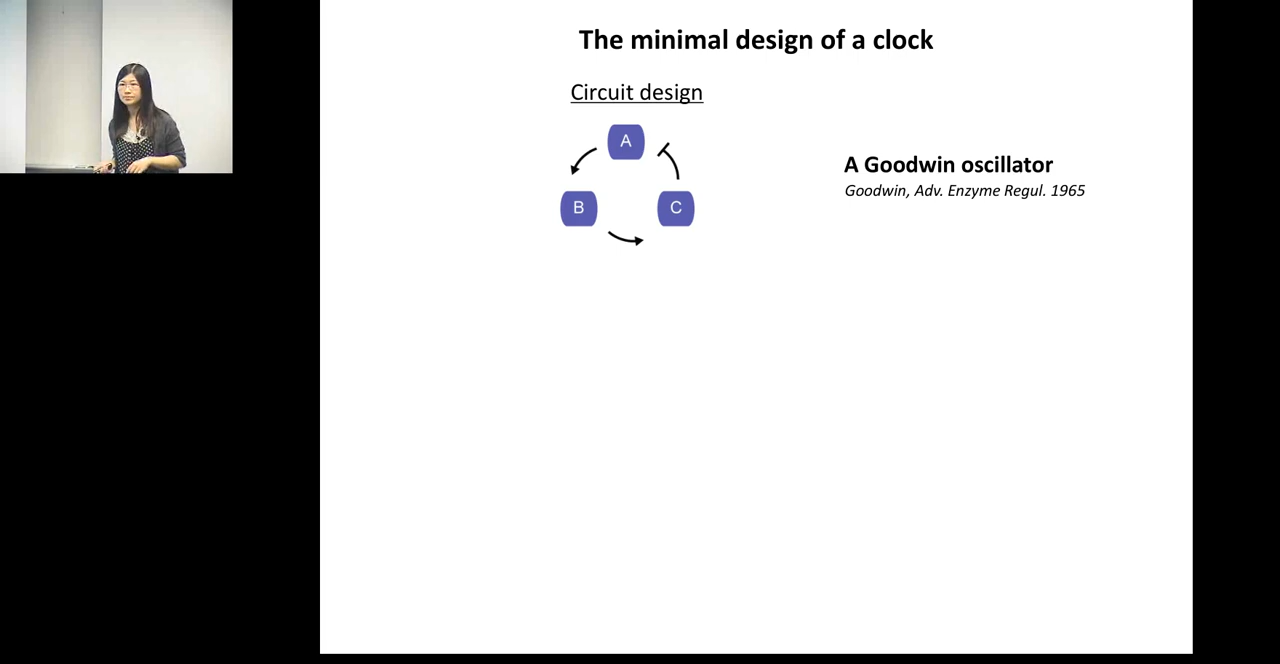 The minimal design of a clock
Circuit design
A
B
C
A Goodwin oscillator
Goodwin, Adv. Enzyme Regul. 1965